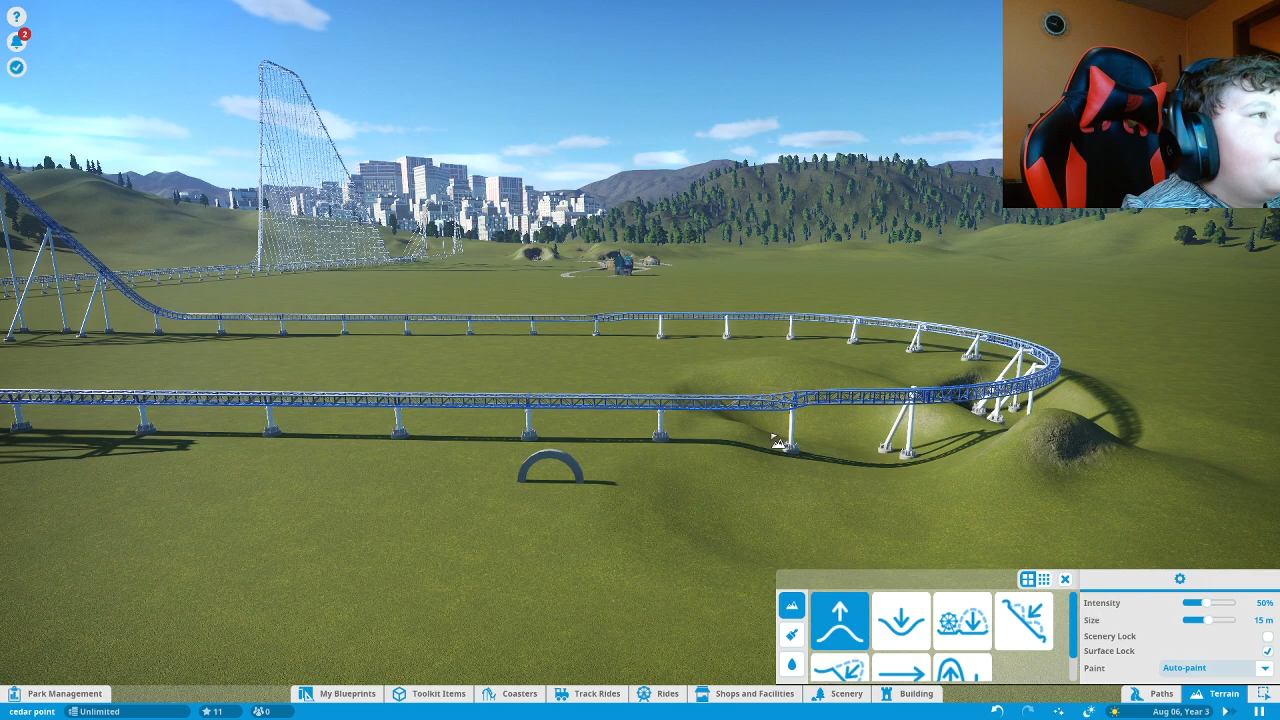 ?
2
Intensity 50%
Size 15 m
Scenery Lock
Surface Lock
Paint Auto-paint
Park Management
My Blueprints
Toolkit Items
Coasters
Track Rides
Rides
Shops and Facilities
Scenery
Building
Paths
Terrain
cedar point Unlimited 11 0 Aug 06, Year 3